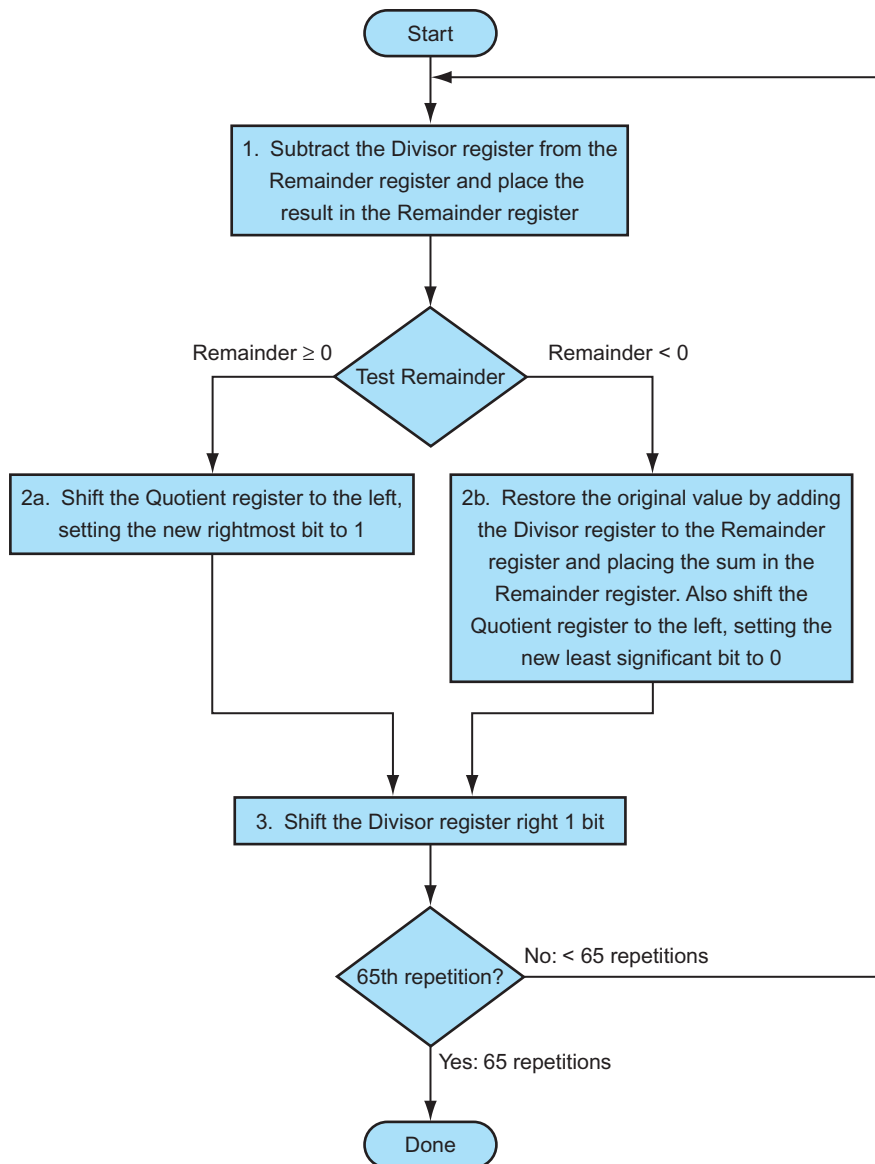 Start
1. Subtract the Divisor register from the
Remainder register and place the
result in the Remainder register
Remainder ≥ 0
Remainder < 0
Test Remainder
2a. Shift the Quotient register to the left,
setting the new rightmost bit to 1
2b. Restore the original value by adding
the Divisor register to the Remainder
register and placing the sum in the
Remainder register. Also shift the
Quotient register to the left, setting the
new least significant bit to 0
3. Shift the Divisor register right 1 bit
No: < 65 repetitions
65th repetition?
Yes: 65 repetitions
Done